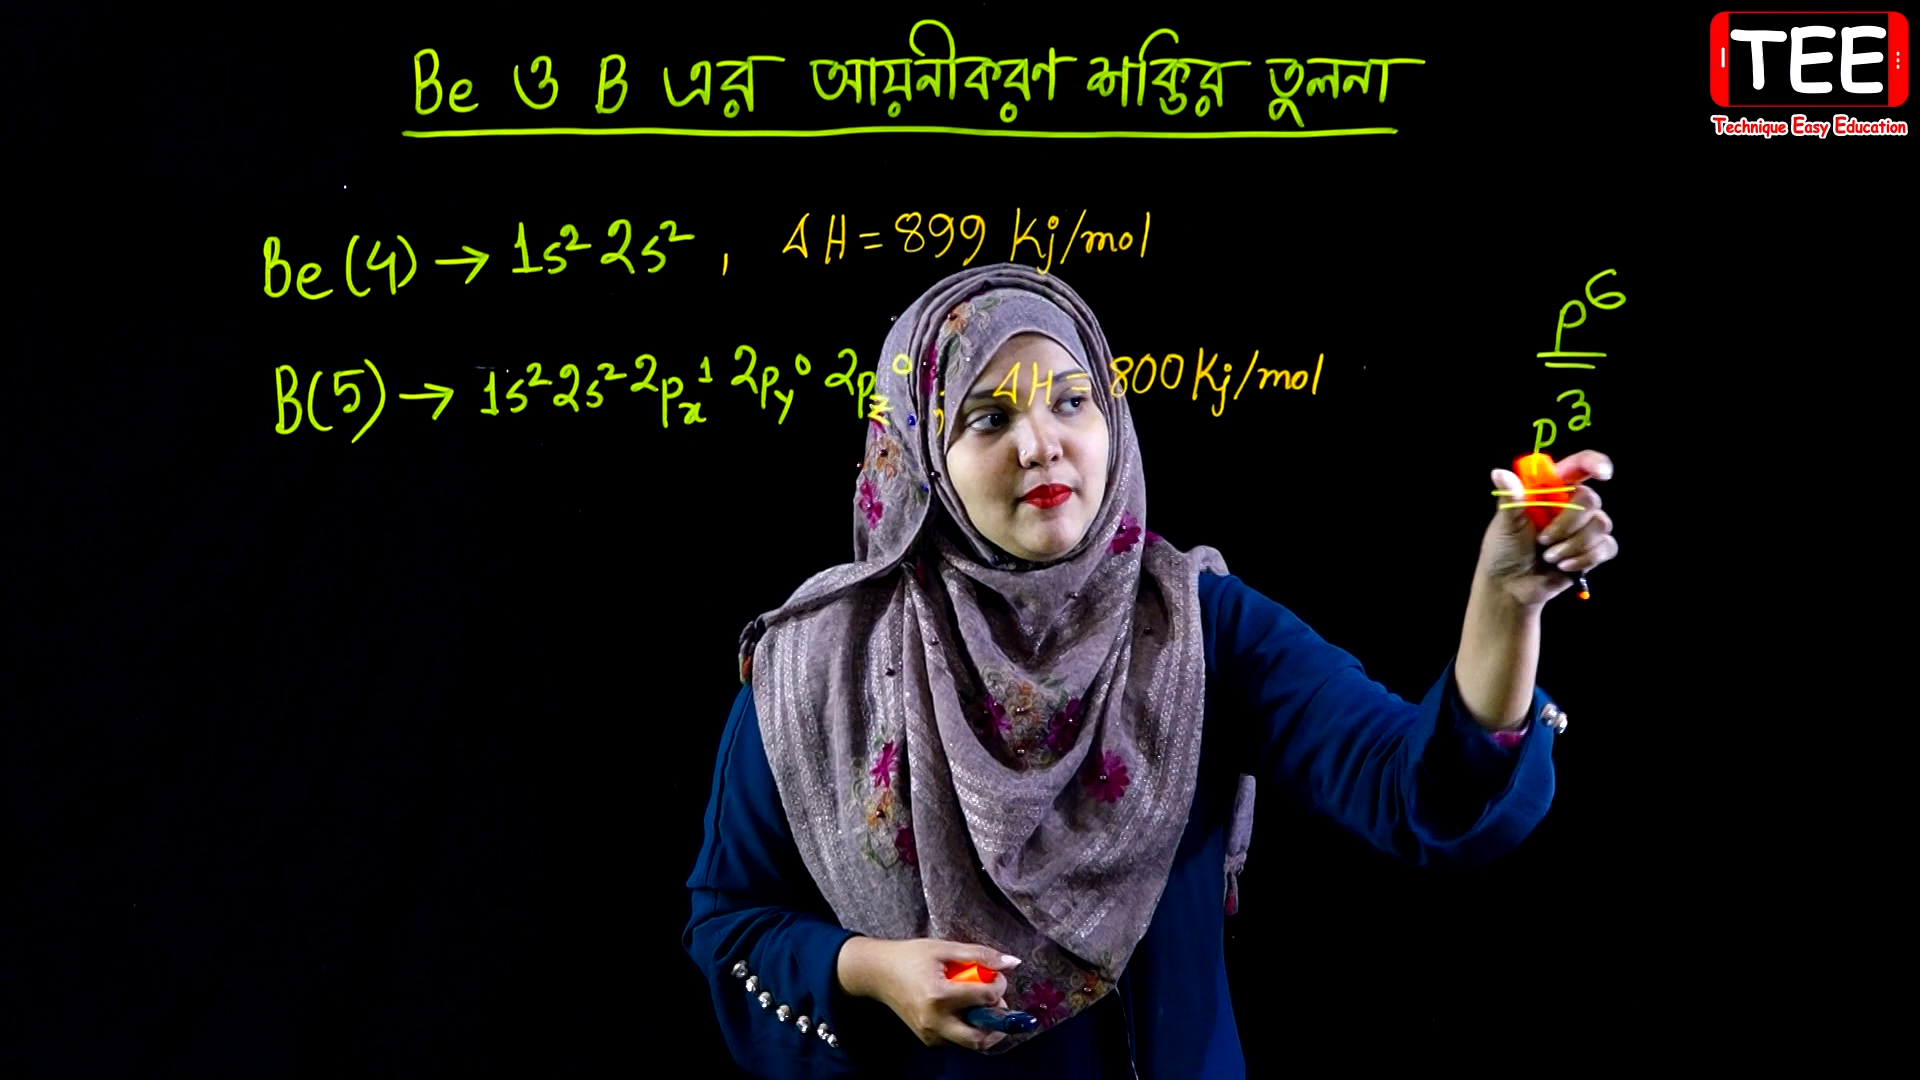 TEE
Technique Easy Education
Be ও B এর আয়নীকরণ শক্তির তুলনা
Be (4) → 1s² 2s² , ΔH = 899 Kj/mol
B(5) → 1s² 2s² 2pₓ¹ 2pᵧ⁰ 2p_z⁰ ; ΔH = 800 Kj/mol
p⁶
p³